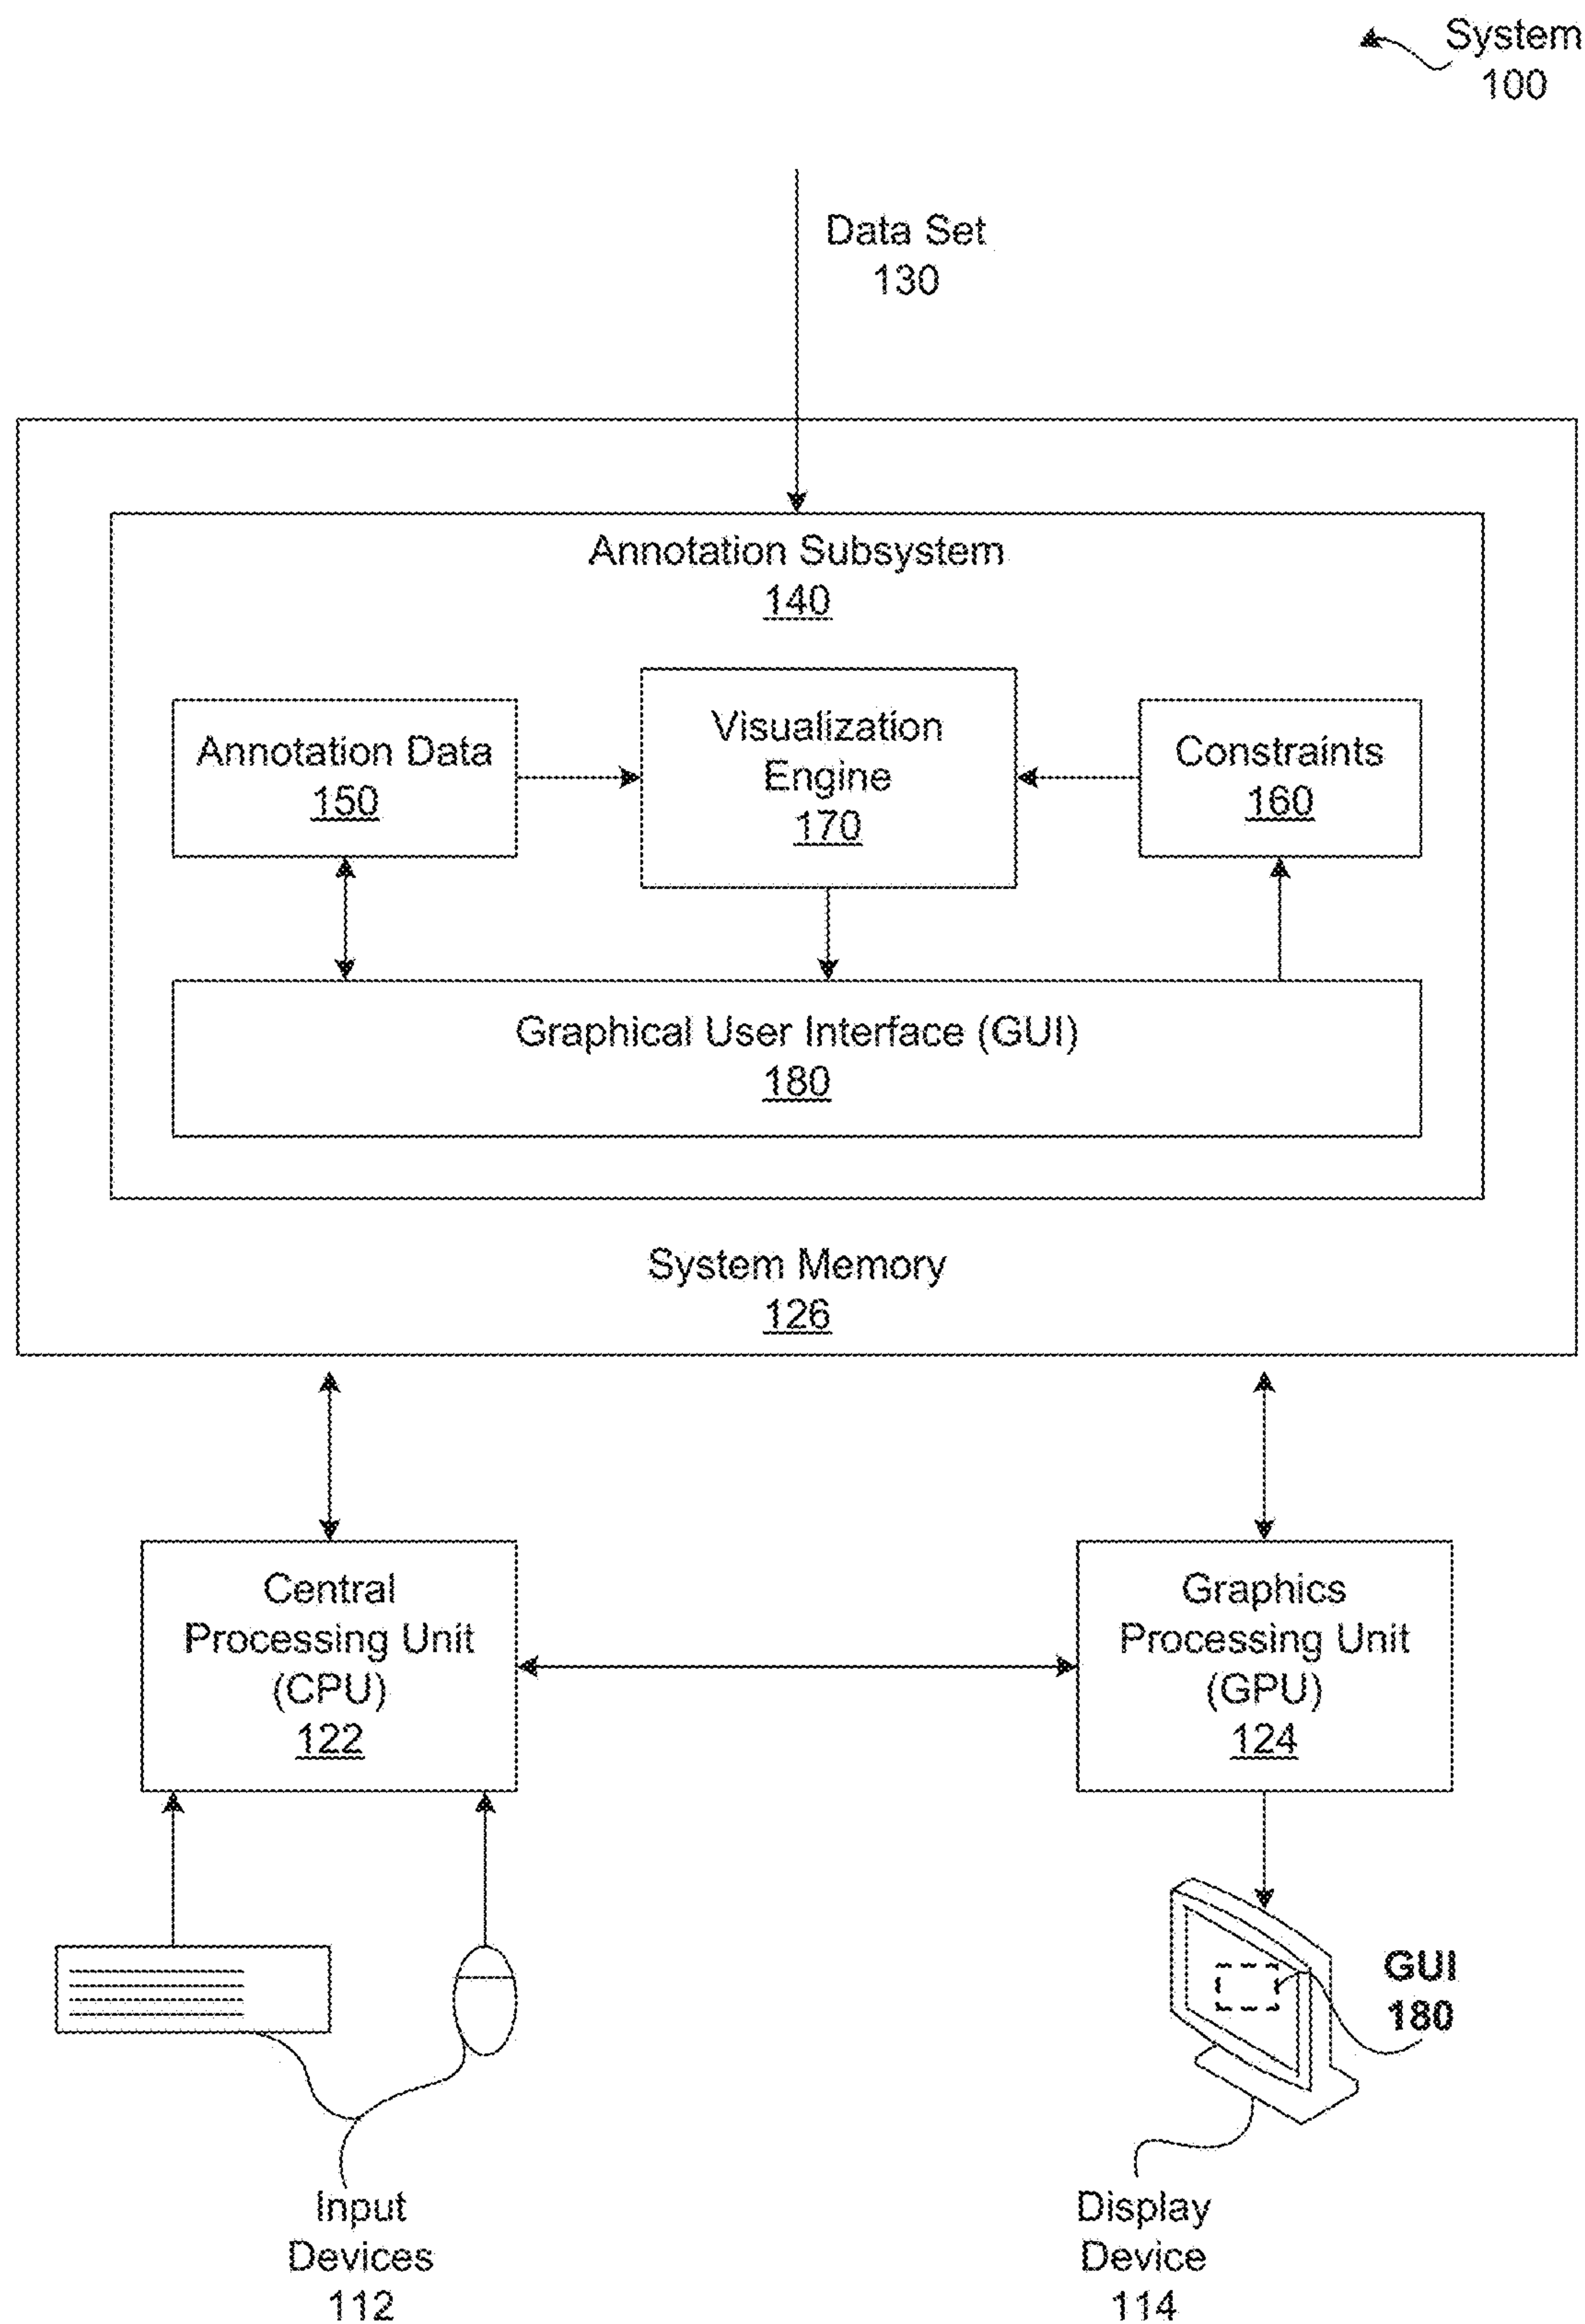 System
100
Data Set
130
Annotation Subsystem
140
Annotation Data
150
Visualization
Engine
170
Constraints
160
Graphical User Interface (GUI)
180
System Memory
126
Central
Processing Unit
(CPU)
122
Graphics
Processing Unit
(GPU)
124
GUI
180
Input
Devices
112
Display
Device
114